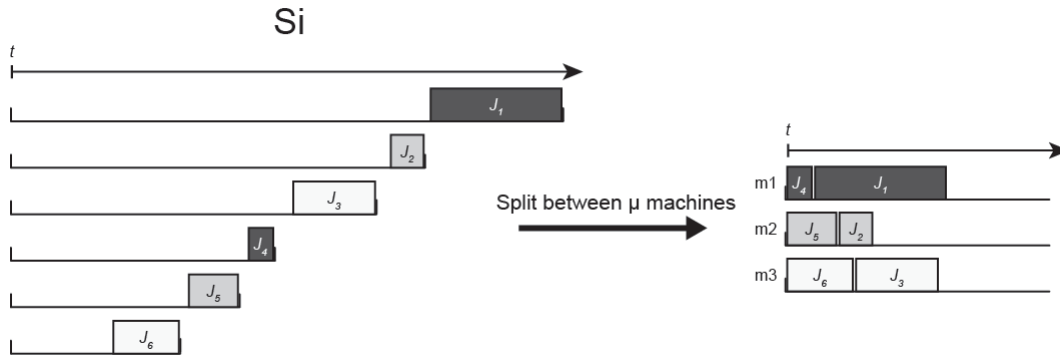 Si
t
J1
J2
J3
J4
J5
J6
Split between µ machines
t
m1 J4 J1
m2 J5 J2
m3 J6 J3